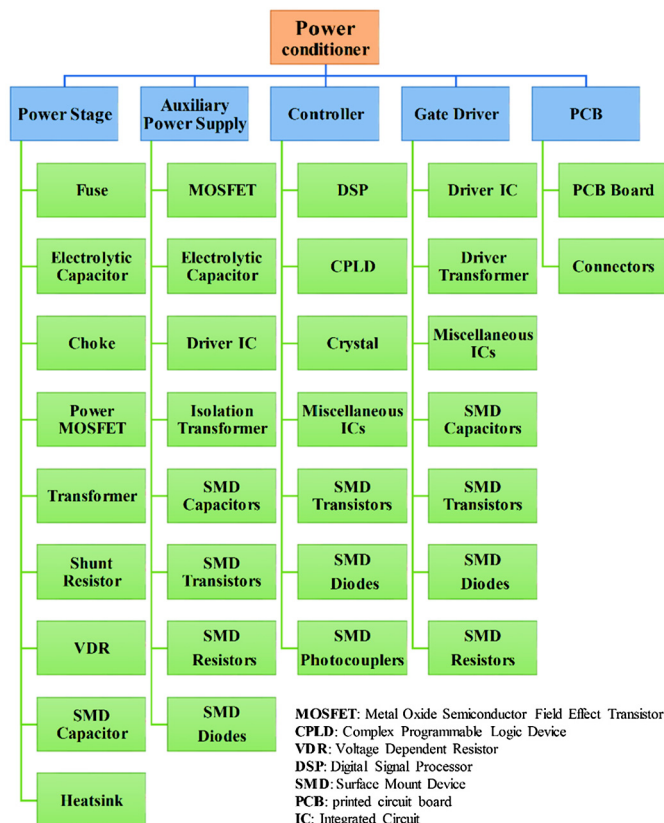 Power
conditioner
Power Stage
Auxiliary
Power Supply
Controller
Gate Driver
PCB
Fuse
MOSFET
DSP
Driver IC
PCB Board
Electrolytic
Capacitor
Electrolytic
Capacitor
CPLD
Driver
Transformer
Connectors
Choke
Driver IC
Crystal
Miscellaneous
ICs
Power
MOSFET
Isolation
Transformer
Miscellaneous
ICs
SMD
Capacitors
Transformer
SMD
Capacitors
SMD
Transistors
SMD
Transistors
Shunt
Resistor
SMD
Transistors
SMD
Diodes
SMD
Diodes
VDR
SMD
Resistors
SMD
Photocouplers
SMD
Resistors
SMD
Capacitor
SMD
Diodes
Heatsink
MOSFET: Metal Oxide Semiconductor Field Effect Transistor
CPLD: Complex Programmable Logic Device
VDR: Voltage Dependent Resistor
DSP: Digital Signal Processor
SMD: Surface Mount Device
PCB: printed circuit board
IC: Integrated Circuit